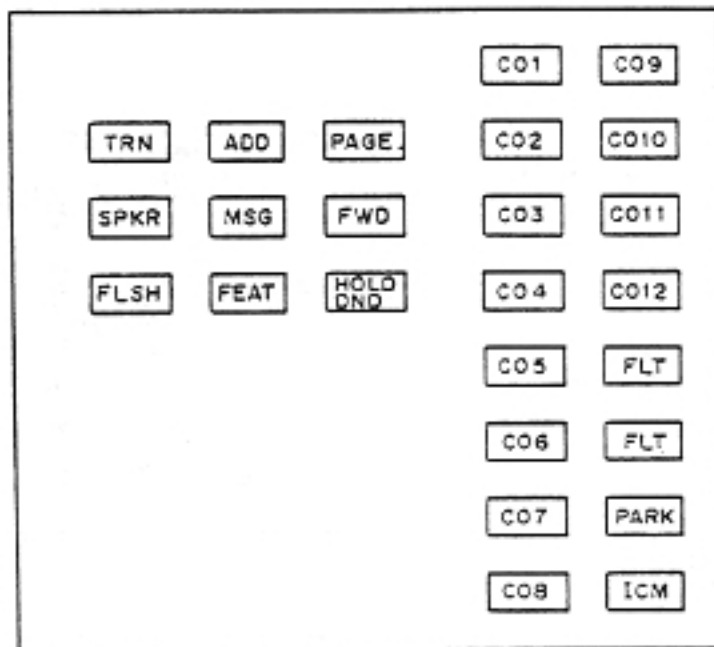 CO1 CO9
TRN ADD PAGE CO2 CO10
SPKR MSG FWD CO3 CO11
FLSH FEAT HOLD
DND CO4 CO12
CO5 FLT
CO6 FLT
CO7 PARK
CO8 ICM